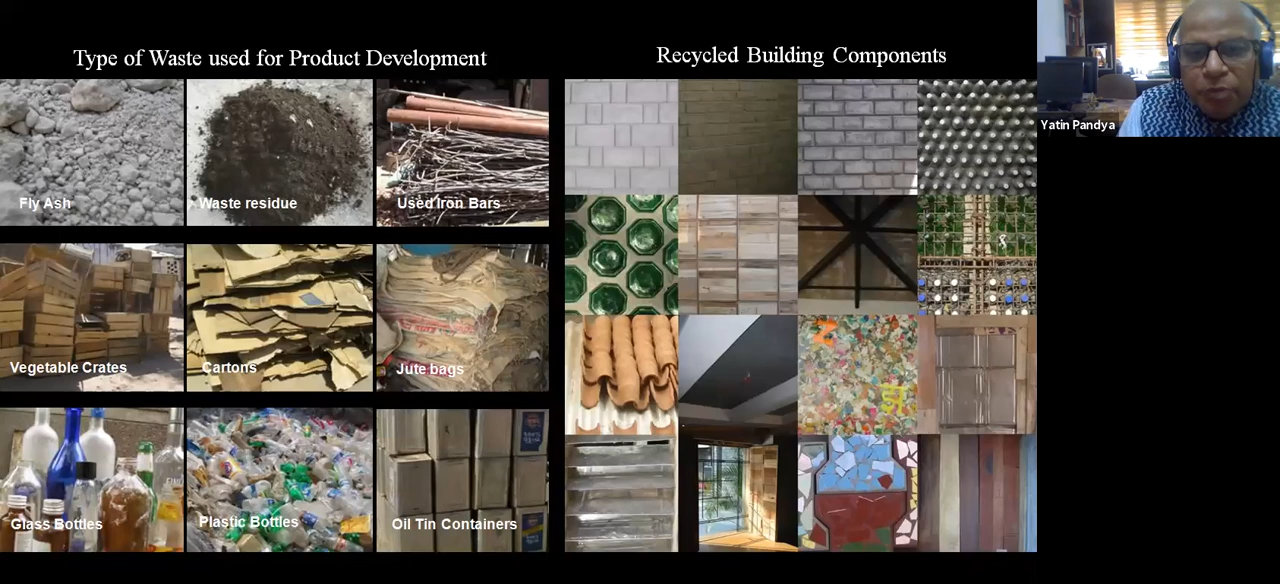 Type of Waste used for Product Development
Recycled Building Components
Yatin Pandya
Fly Ash
Waste residue
Used Iron Bars
Vegetable Crates
Cartons
Jute bags
Glass Bottles
Plastic Bottles
Oil Tin Containers